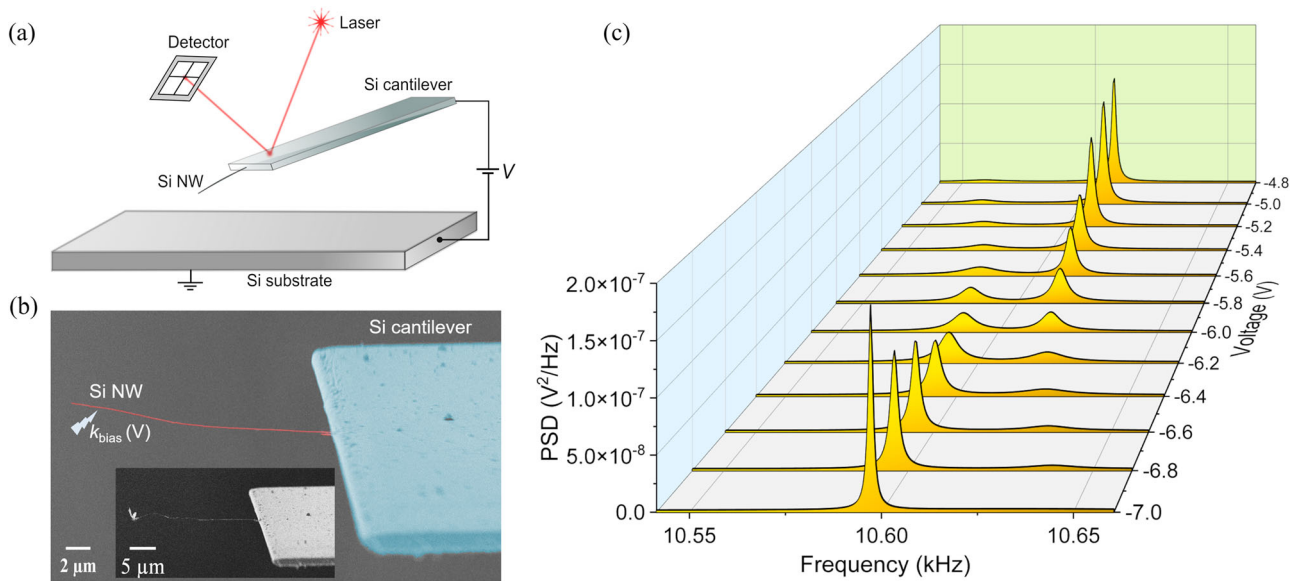 (a)
Laser
Detector
Si cantilever
Si NW
V
Si substrate
(b)
Si cantilever
Si NW
k_bias (V)
2 µm
5 µm
(c)
2.0×10⁻⁷
1.5×10⁻⁷
1.0×10⁻⁷
5.0×10⁻⁸
0.0
PSD (V²/Hz)
10.55
10.60
10.65
Frequency (kHz)
-4.8
-5.0
-5.2
-5.4
-5.6
-5.8
-6.0
-6.2
-6.4
-6.6
-6.8
-7.0
Voltage (V)